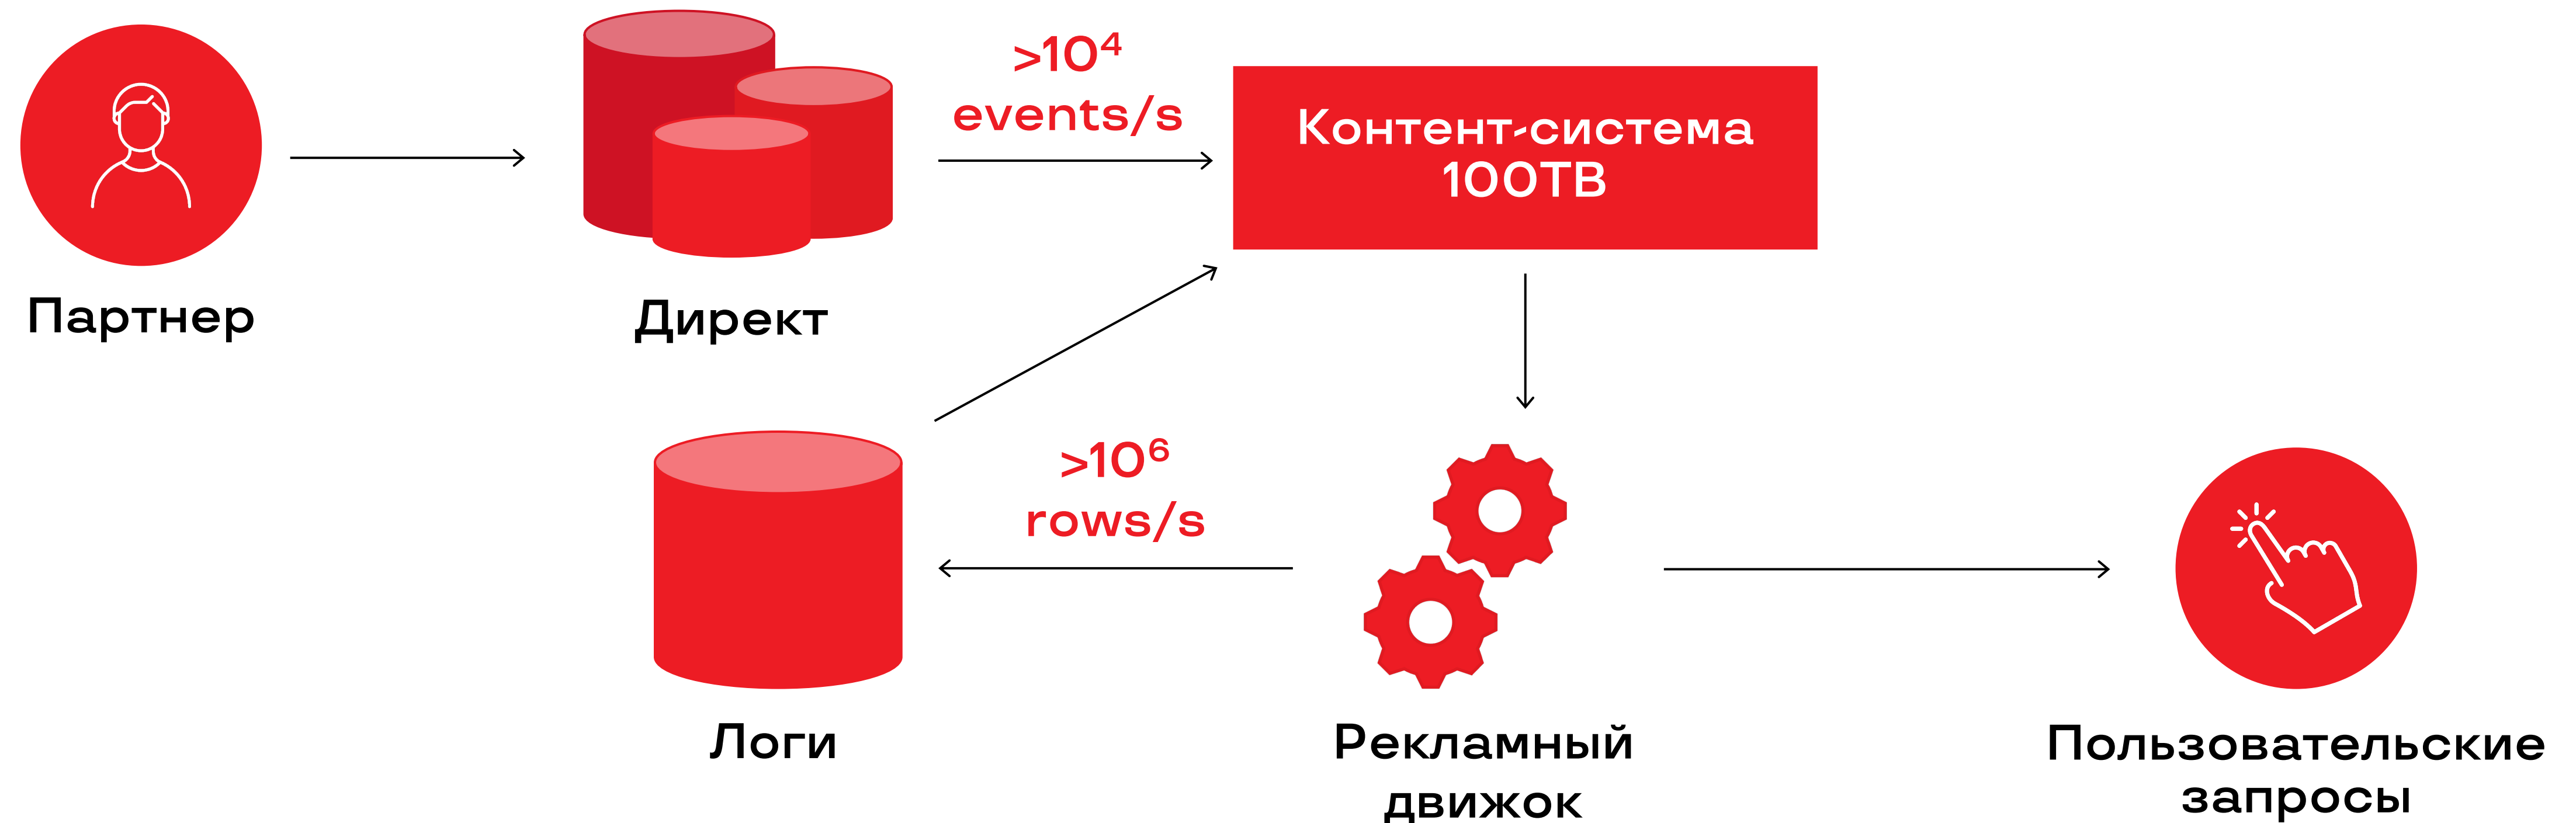 Партнер
Директ
>10⁴
events/s
Контент-система
100TB
>10⁶
rows/s
Логи
Рекламный
движок
Пользовательские
запросы